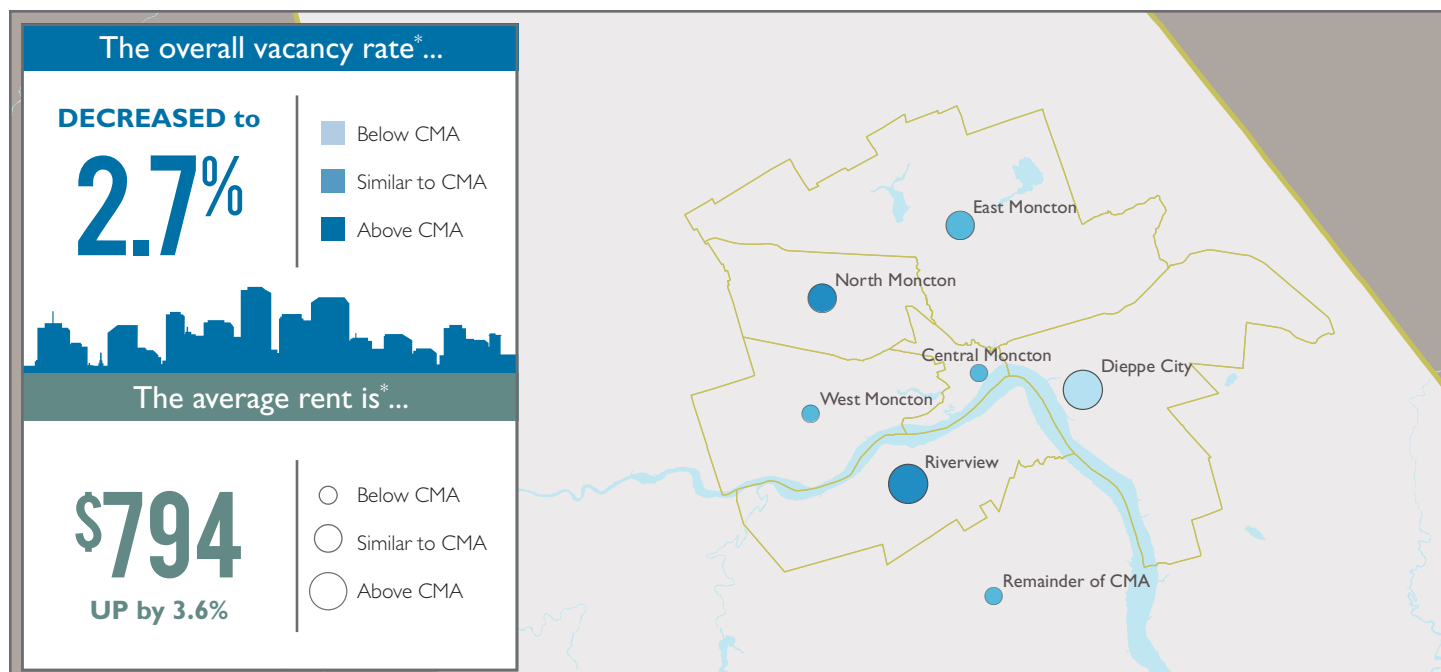 The overall vacancy rate*...
DECREASED to
2.7%
Below CMA
Similar to CMA
Above CMA
The average rent is*...
$794
UP by 3.6%
Below CMA
Similar to CMA
Above CMA
East Moncton
North Moncton
Central Moncton
Dieppe City
West Moncton
Riverview
Remainder of CMA